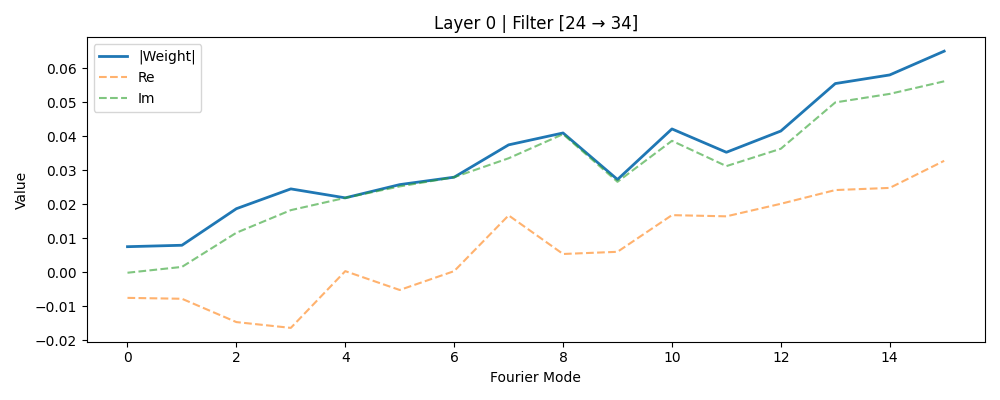 Layer 0 | Filter [24 → 34]
|Weight|
Re
Im
0.06
0.05
0.04
0.03
0.02
0.01
0.00
−0.01
−0.02
Value
0 2 4 6 8 10 12 14
Fourier Mode